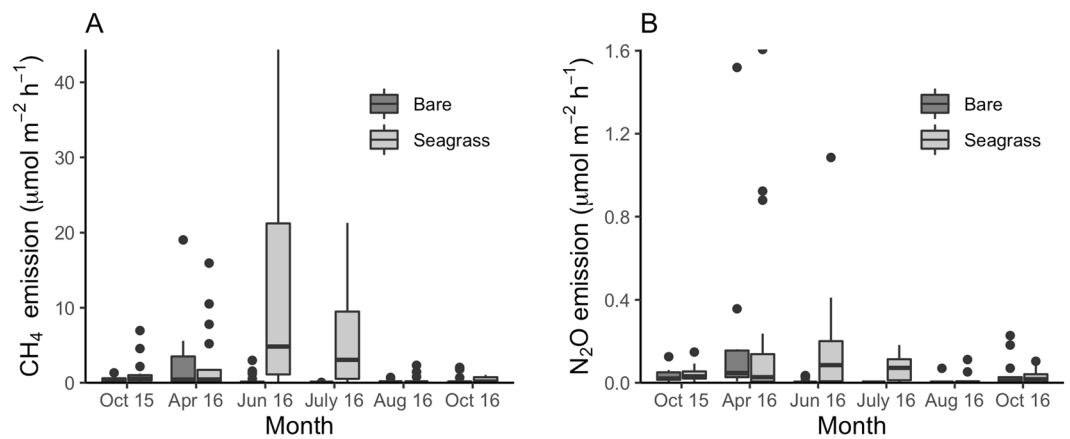 A
CH₄ emission (μmol m⁻² h⁻¹)
40
30
20
10
0
Bare
Seagrass
Oct 15 Apr 16 Jun 16 July 16 Aug 16 Oct 16
Month
B
N₂O emission (μmol m⁻² h⁻¹)
1.6
1.2
0.8
0.4
0.0
Bare
Seagrass
Oct 15 Apr 16 Jun 16 July 16 Aug 16 Oct 16
Month